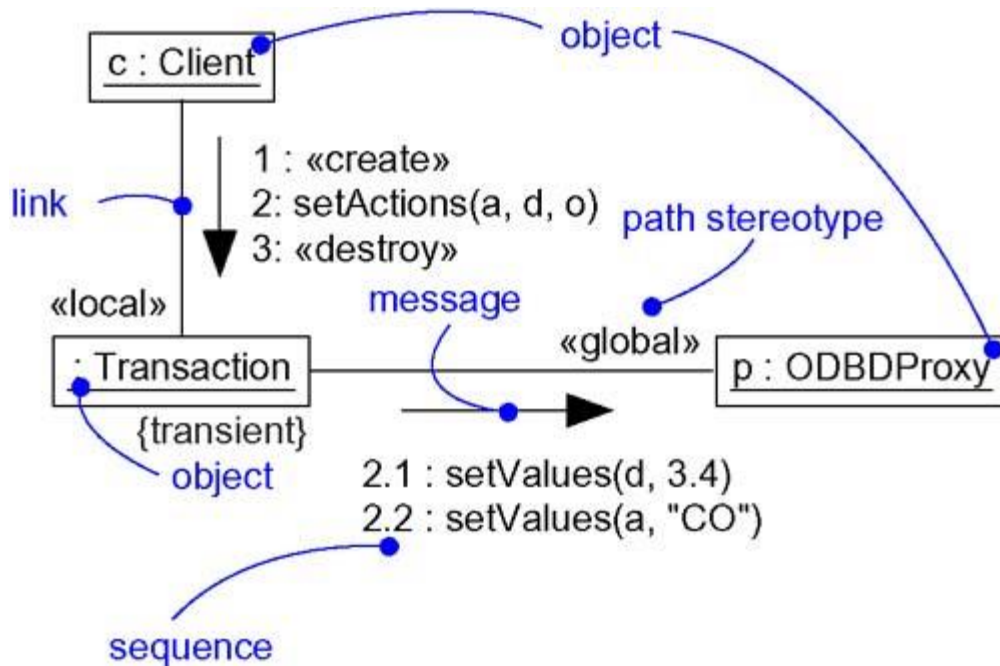 object
c : Client
1 : «create»
link
2: setActions(a, d, o)
path stereotype
3: «destroy»
message
«local»
«global»
: Transaction
p : ODBDProxy
{transient}
object
2.1 : setValues(d, 3.4)
2.2 : setValues(a, "CO")
sequence